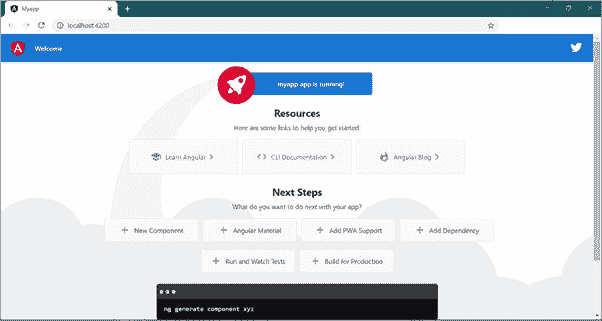 Myapp
localhost:4200
Welcome
myapp app is running!
Resources
Here are some links to help you get started:
Learn Angular
CLI Documentation
Angular Blog
Next Steps
What do you want to do next with your app?
New Component
Angular Material
Add PWA Support
Add Dependency
Run and Watch Tests
Build for Production
ng generate component xyz